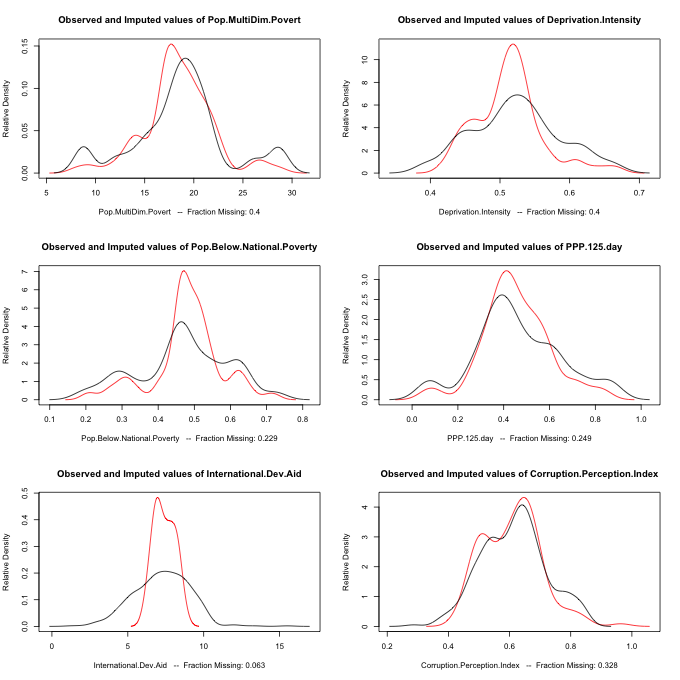 Observed and Imputed values of Pop.MultiDim.Povert
Relative Density
0.00 0.05 0.10 0.15
5 10 15 20 25 30
Pop.MultiDim.Povert -- Fraction Missing: 0.4
Observed and Imputed values of Deprivation.Intensity
Relative Density
0 2 4 6 8 10
0.4 0.5 0.6 0.7
Deprivation.Intensity -- Fraction Missing: 0.4
Observed and Imputed values of Pop.Below.National.Poverty
Relative Density
0 1 2 3 4 5 6 7
0.1 0.2 0.3 0.4 0.5 0.6 0.7 0.8
Pop.Below.National.Poverty -- Fraction Missing: 0.229
Observed and Imputed values of PPP.125.day
Relative Density
0.0 0.5 1.0 1.5 2.0 2.5 3.0
0.0 0.2 0.4 0.6 0.8 1.0
PPP.125.day -- Fraction Missing: 0.249
Observed and Imputed values of International.Dev.Aid
Relative Density
0.0 0.1 0.2 0.3 0.4 0.5
0 5 10 15
International.Dev.Aid -- Fraction Missing: 0.063
Observed and Imputed values of Corruption.Perception.Index
Relative Density
0 1 2 3 4
0.2 0.4 0.6 0.8 1.0
Corruption.Perception.Index -- Fraction Missing: 0.328